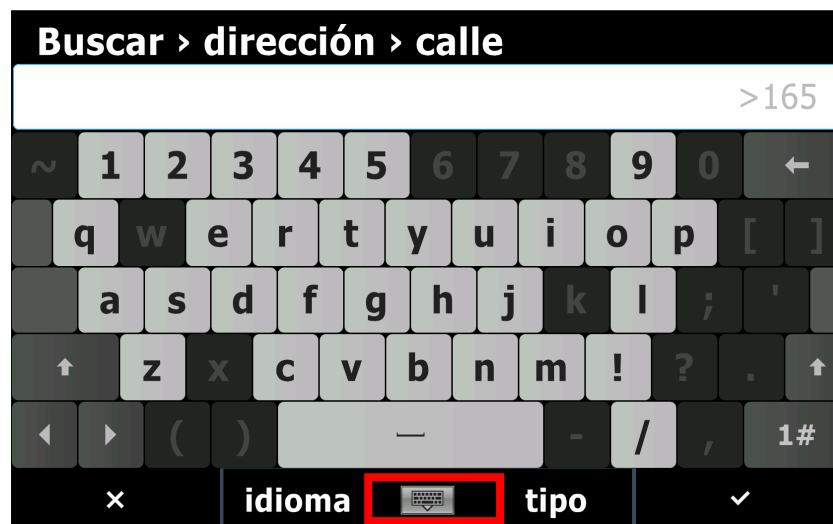 Buscar › dirección › calle
>165
~ 1 2 3 4 5 6 7 8 9 0 ←
q w e r t y u i o p [ ]
a s d f g h j k l ; '
z x c v b n m ! ? .
( ) - / , 1#
× idioma tipo ✓